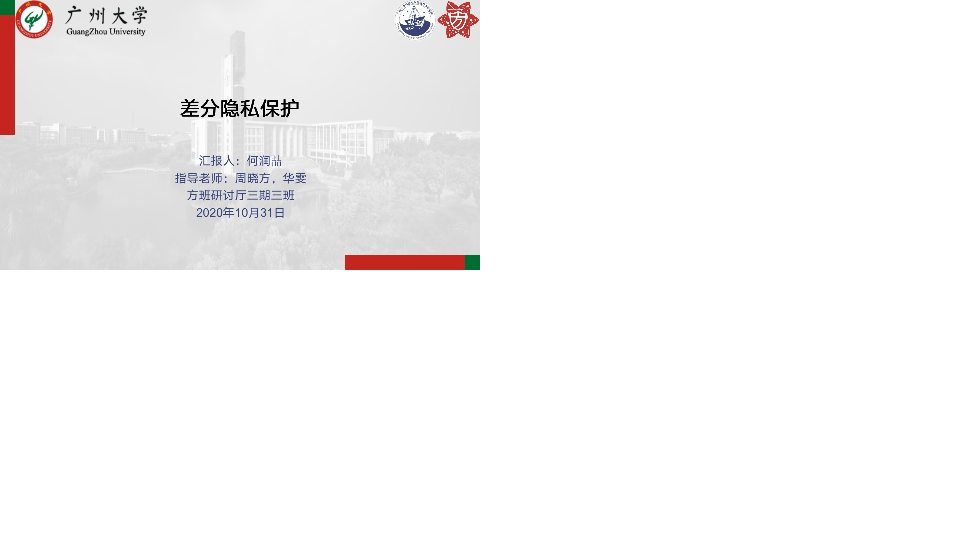 广州大学
GuangZhou University
差分隐私保护
汇报人：何润喆
指导老师：周晓方，华雯
方班研讨厅三期三班
2020年10月31日